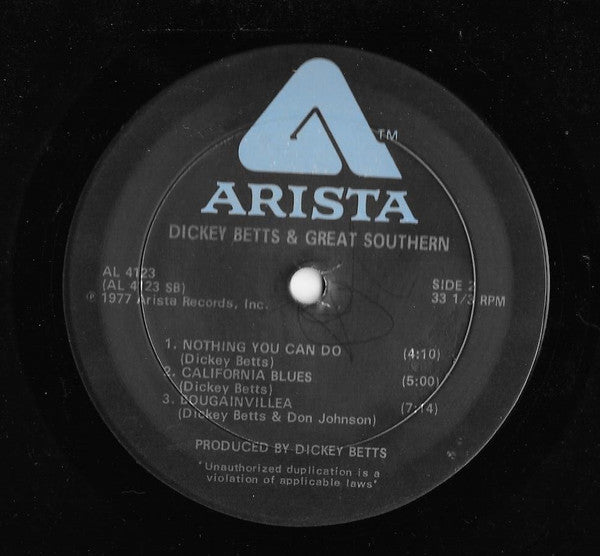 TM
ARISTA
DICKEY BETTS & GREAT SOUTHERN
AL 4123
(AL 4123 SB)
℗ 1977 Arista Records, Inc.
SIDE 2
33 1/3 RPM
1. NOTHING YOU CAN DO (4:10)
(Dickey Betts)
2. CALIFORNIA BLUES (5:00)
(Dickey Betts)
3. BOUGAINVILLEA (7:14)
(Dickey Betts & Don Johnson)
PRODUCED BY DICKEY BETTS
"Unauthorized duplication is a
violation of applicable laws"